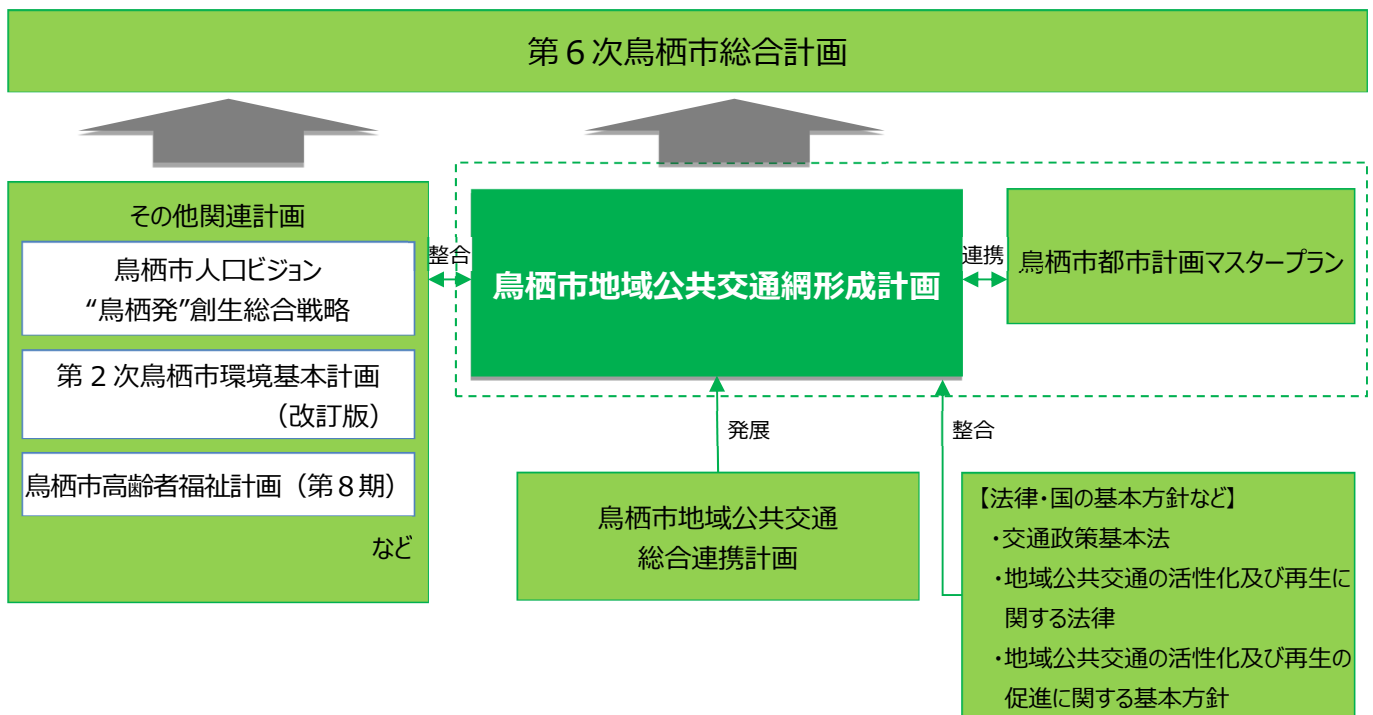 第６次鳥栖市総合計画
その他関連計画
鳥栖市人口ビジョン
“鳥栖発”創生総合戦略
第２次鳥栖市環境基本計画
（改訂版）
鳥栖市高齢者福祉計画（第８期）
など
整合
鳥栖市地域公共交通網形成計画
連携
鳥栖市都市計画マスタープラン
発展
整合
鳥栖市地域公共交通
総合連携計画
【法律・国の基本方針など】
・交通政策基本法
・地域公共交通の活性化及び再生に
関する法律
・地域公共交通の活性化及び再生の
促進に関する基本方針